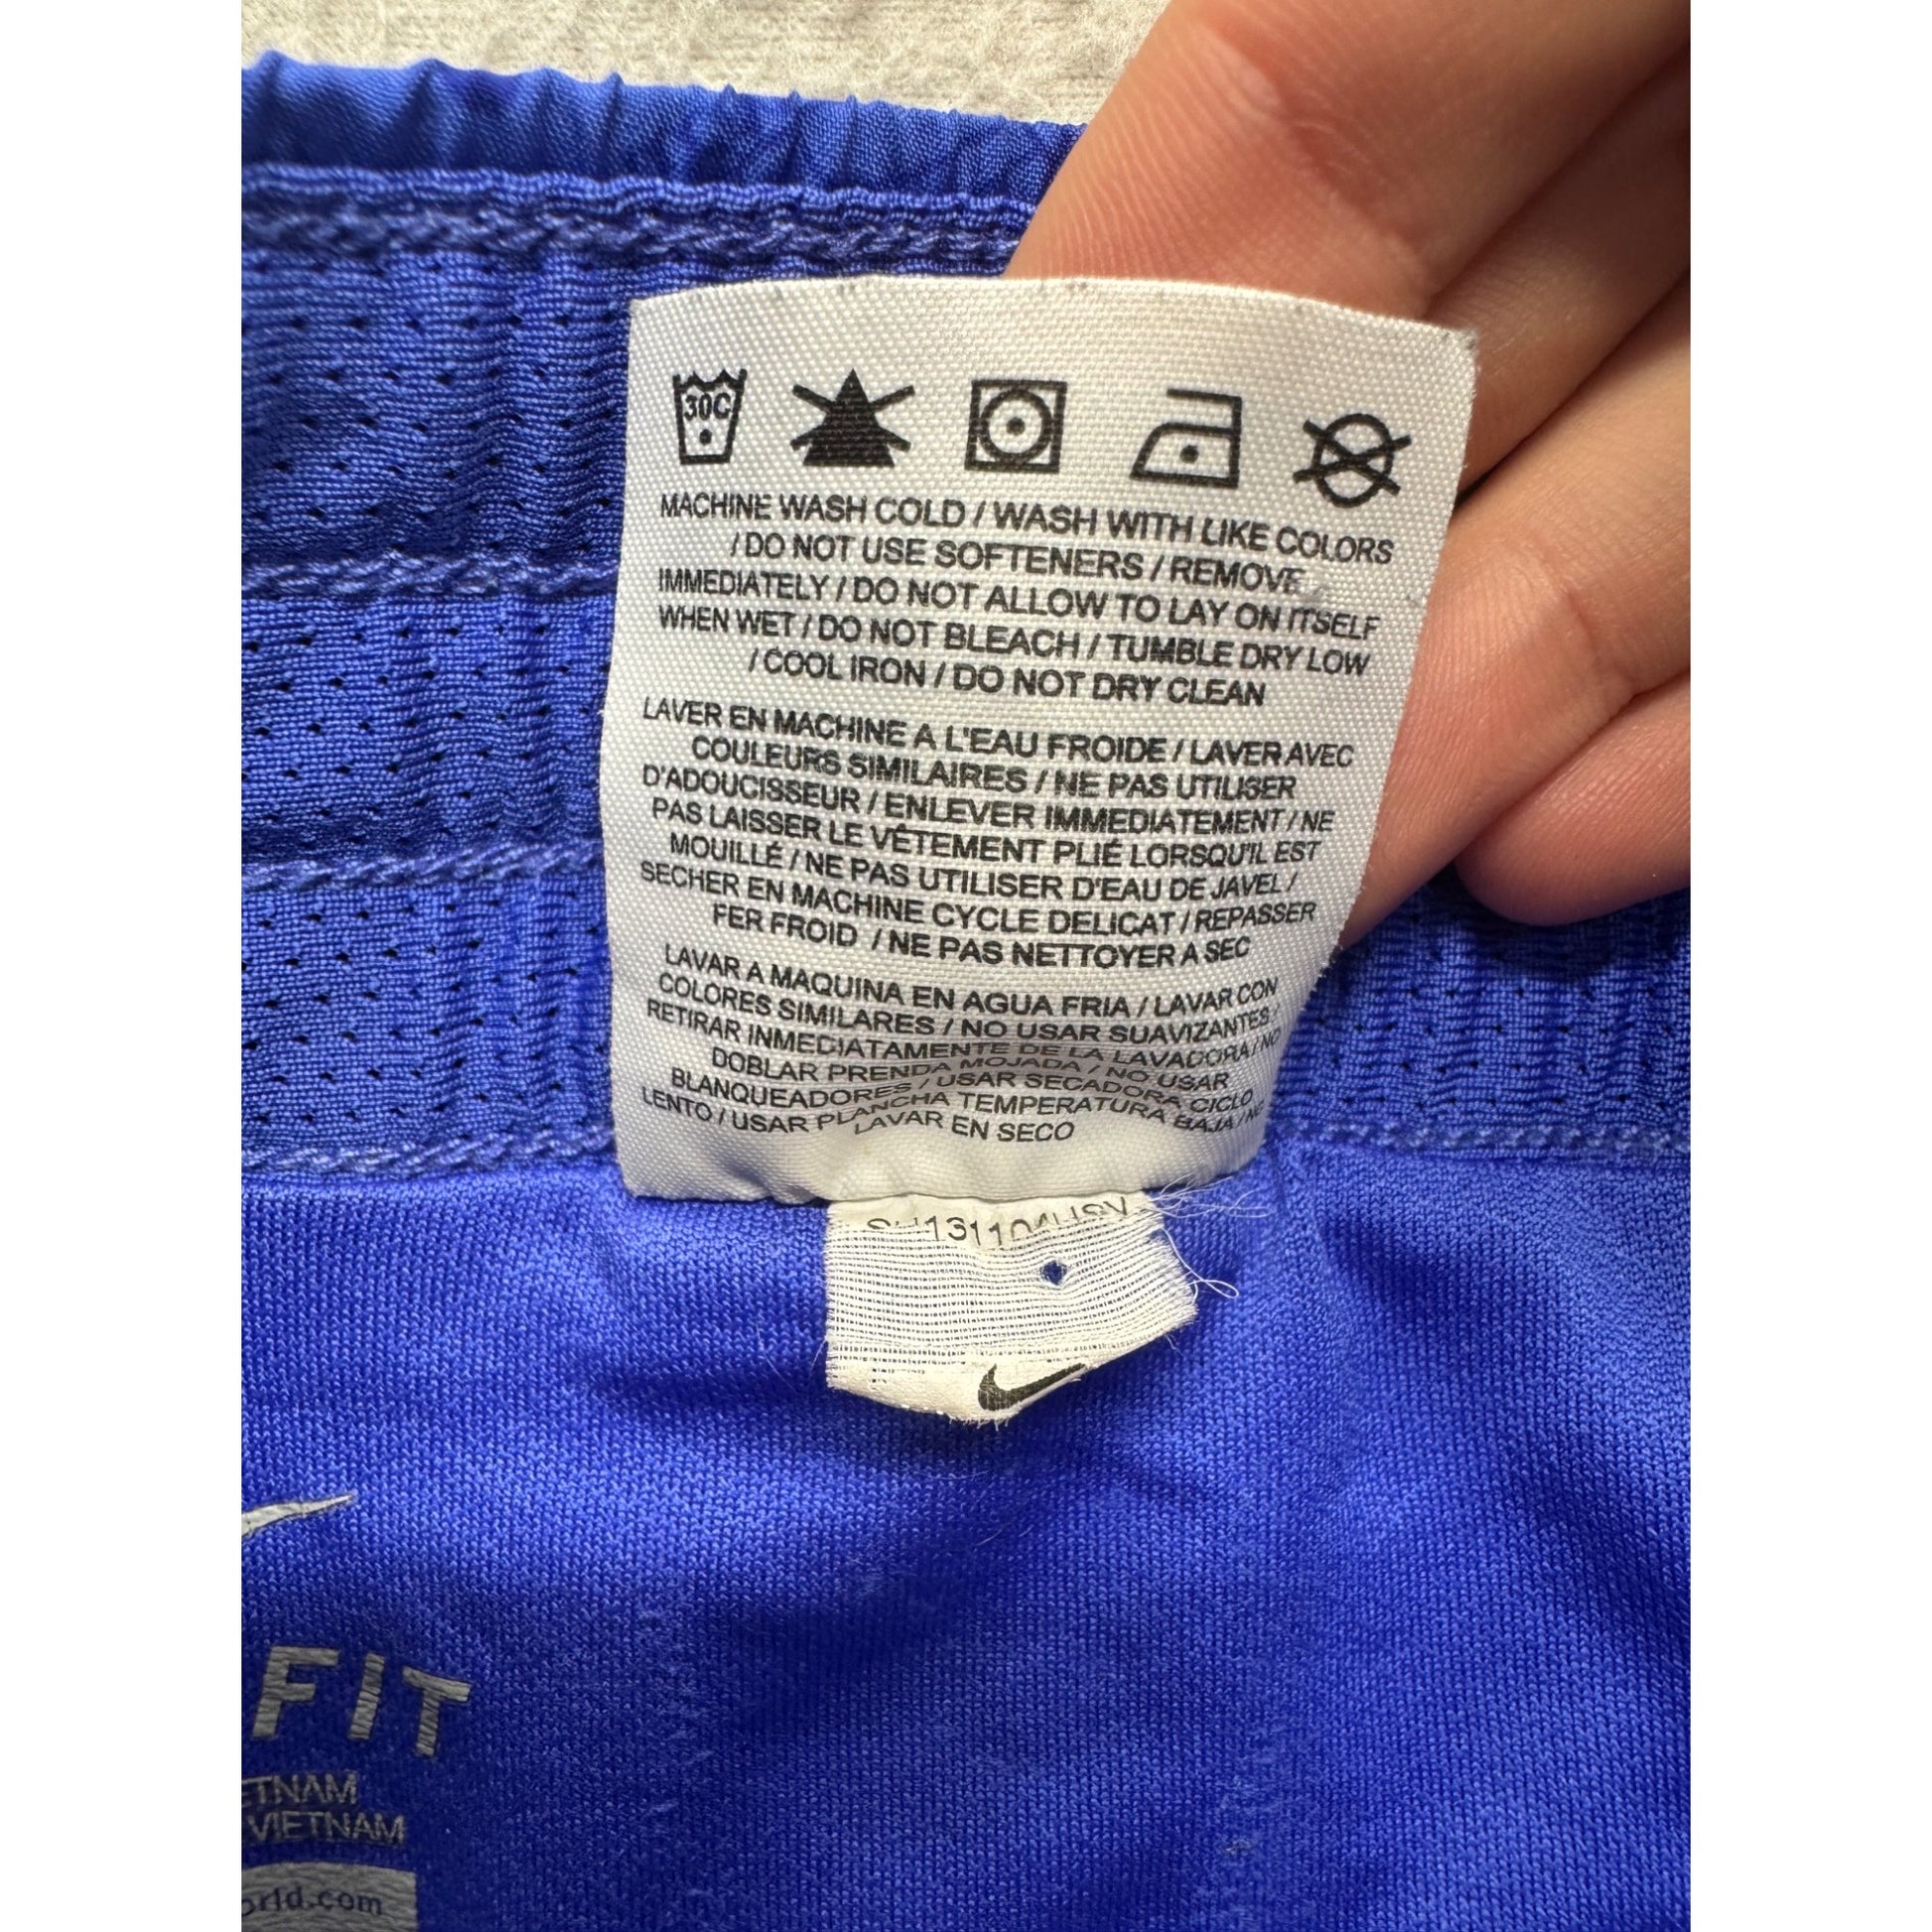 30C
MACHINE WASH COLD / WASH WITH LIKE COLORS
/ DO NOT USE SOFTENERS / REMOVE
IMMEDIATELY / DO NOT ALLOW TO LAY ON ITSELF
WHEN WET / DO NOT BLEACH / TUMBLE DRY LOW
/ COOL IRON / DO NOT DRY CLEAN
LAVER EN MACHINE A L'EAU FROIDE / LAVER AVEC
COULEURS SIMILAIRES / NE PAS UTILISER
D'ADOUCISSEUR / ENLEVER IMMEDIATEMENT / NE
PAS LAISSER LE VÊTEMENT PLIÉ LORSQU'IL EST
MOUILLÉ / NE PAS UTILISER D'EAU DE JAVEL /
SECHER EN MACHINE CYCLE DELICAT / REPASSER
FER FROID / NE PAS NETTOYER A SEC
LAVAR A MAQUINA EN AGUA FRIA / LAVAR CON
COLORES SIMILARES / NO USAR SUAVIZANTES /
RETIRAR INMEDIATAMENTE DE LA LAVADORA / NO
DOBLAR PRENDA MOJADA / NO USAR
BLANQUEADORES / USAR SECADORA CICLO
LENTO / USAR PLANCHA TEMPERATURA BAJA / NO
LAVAR EN SECO
FIT
ETNAM
VIETNAM
orld.com